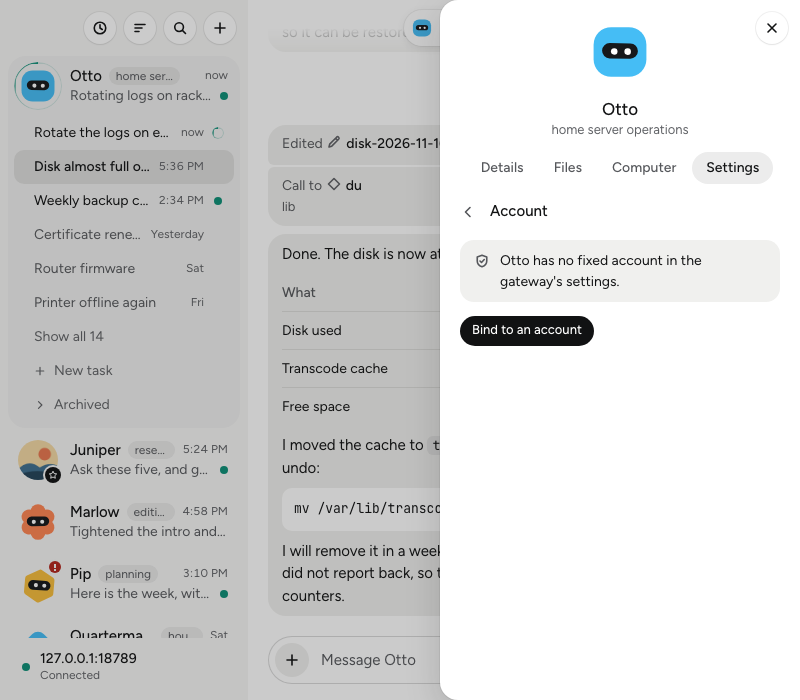 Otto
home ser...
now
Rotating logs on rack...
Rotate the logs on e...
now
Disk almost full o...
5:36 PM
Weekly backup c...
2:34 PM
Certificate rene...
Yesterday
Router firmware
Sat
Printer offline again
Fri
Show all 14
New task
Archived
Juniper
rese...
5:24 PM
Ask these five, and g...
Marlow
editi...
4:58 PM
Tightened the intro and...
Pip
planning
3:10 PM
Here is the week, wit...
Quarterma
hou...
Sat
127.0.0.1:18789
Connected
so it can be restor
Edited disk-2026-11-1
Call to du
lib
Done. The disk is now at
What
Disk used
Transcode cache
Free space
I moved the cache to
undo:
mv /var/lib/transco
I will remove it in a week
did not report back, so t
counters.
Message Otto
Otto
home server operations
Details
Files
Computer
Settings
Account
Otto has no fixed account in the
gateway's settings.
Bind to an account